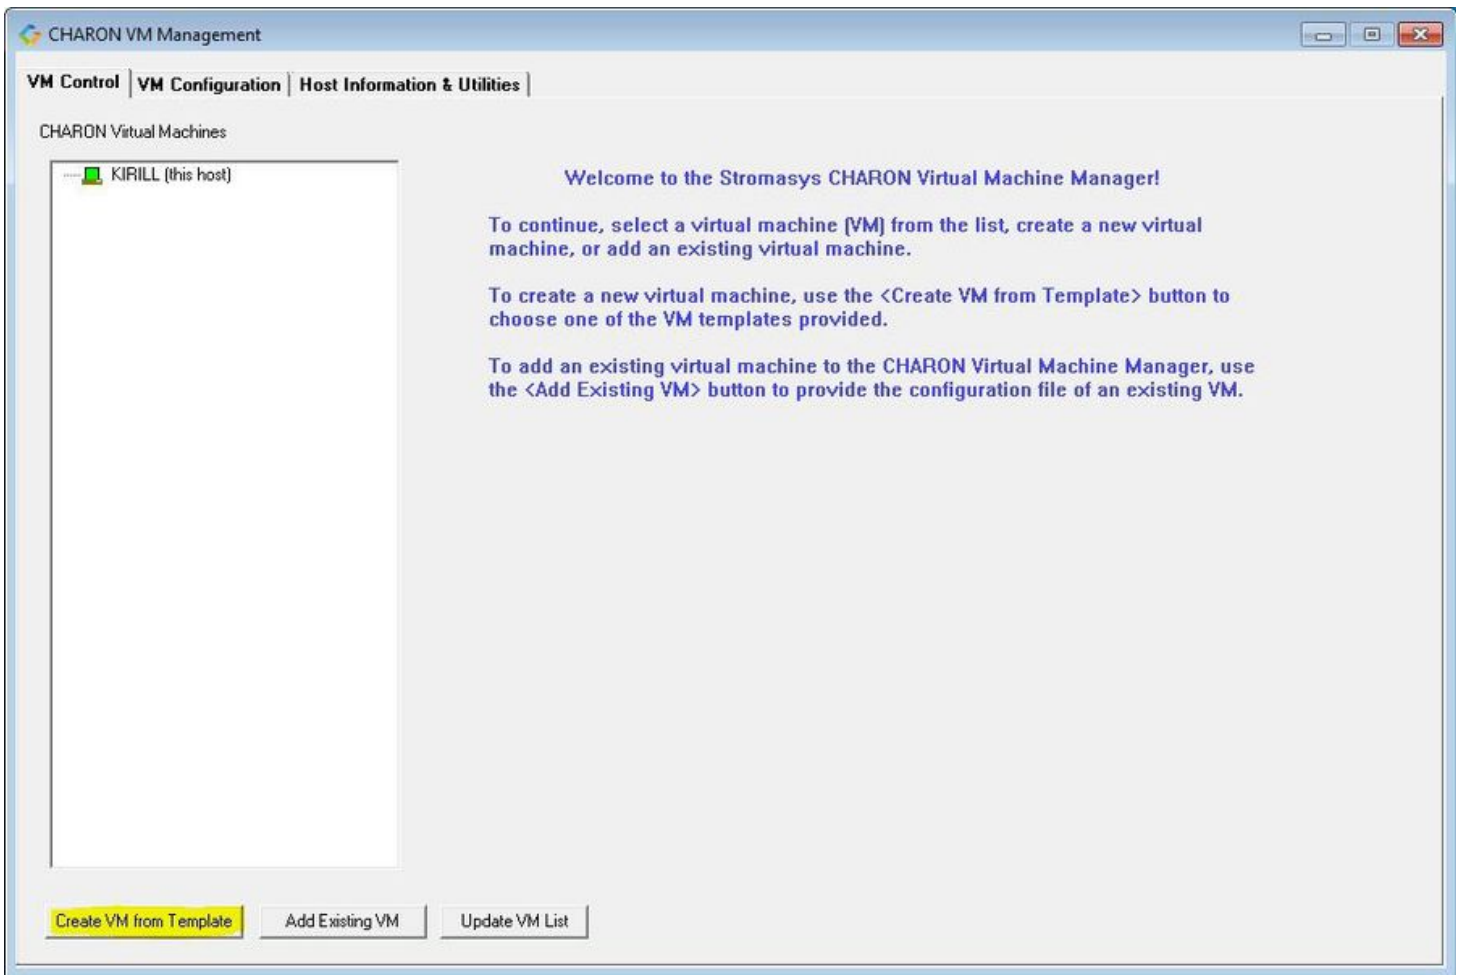 CHARON VM Management
VM Control
VM Configuration
Host Information & Utilities
CHARON Virtual Machines
KIRILL (this host)
Welcome to the Stromasys CHARON Virtual Machine Manager!
To continue, select a virtual machine (VM) from the list, create a new virtual
machine, or add an existing virtual machine.
To create a new virtual machine, use the <Create VM from Template> button to
choose one of the VM templates provided.
To add an existing virtual machine to the CHARON Virtual Machine Manager, use
the <Add Existing VM> button to provide the configuration file of an existing VM.
Create VM from Template
Add Existing VM
Update VM List